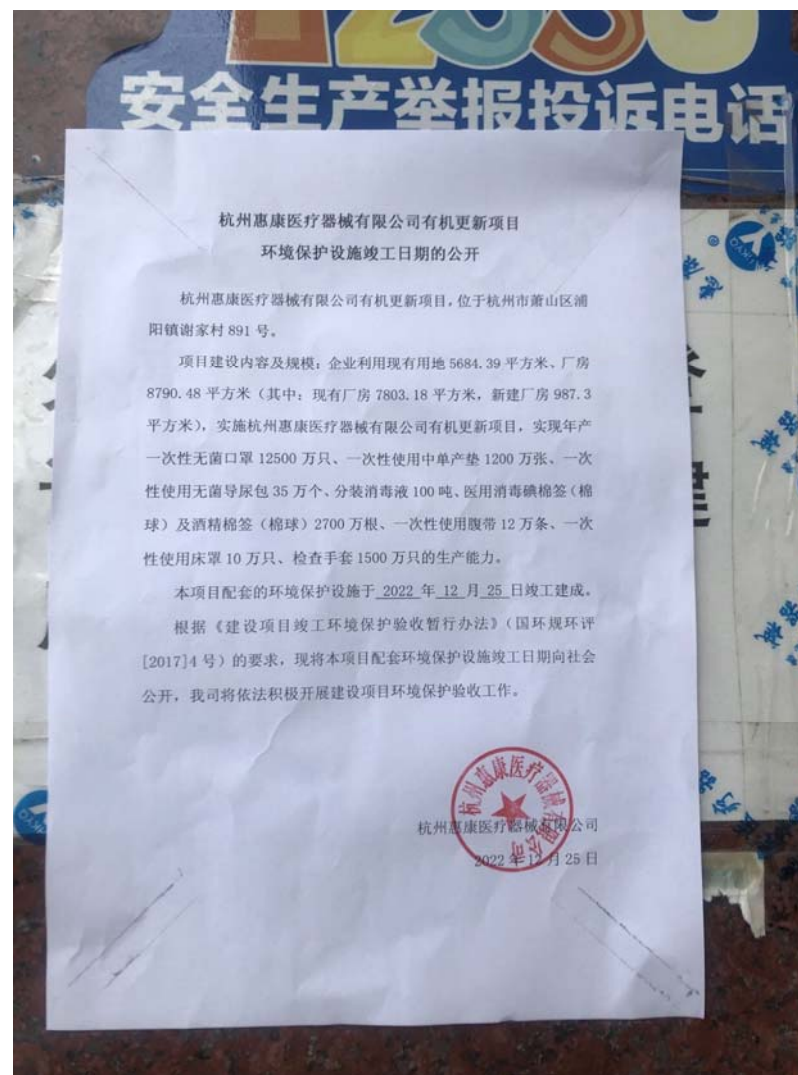 安全生产举报投诉电话
杭州惠康医疗器械有限公司有机更新项目
环境保护设施竣工日期的公开
杭州惠康医疗器械有限公司有机更新项目，位于杭州市萧山区浦
阳镇谢家村 891 号。
项目建设内容及规模：企业利用现有用地 5684.39 平方米、厂房
8790.48 平方米（其中：现有厂房 7803.18 平方米，新建厂房 987.3
平方米），实施杭州惠康医疗器械有限公司有机更新项目，实现年产
一次性无菌口罩 12500 万只、一次性使用中单产垫 1200 万张、一次
性使用无菌导尿包 35 万个、分装消毒液 100 吨、医用消毒碘棉签（棉
球）及酒精棉签（棉球）2700 万根、一次性使用腹带 12 万条、一次
性使用床罩 10 万只、检查手套 1500 万只的生产能力。
本项目配套的环境保护设施于 2022 年 12 月 25 日竣工建成。
根据《建设项目竣工环境保护验收暂行办法》（国环规环评
[2017]4 号）的要求，现将本项目配套环境保护设施竣工日期向社会
公开，我司将依法积极开展建设项目环境保护验收工作。
杭州惠康医疗器械有限公司
杭州惠康医疗器械有限公司
2022 年 12 月 25 日